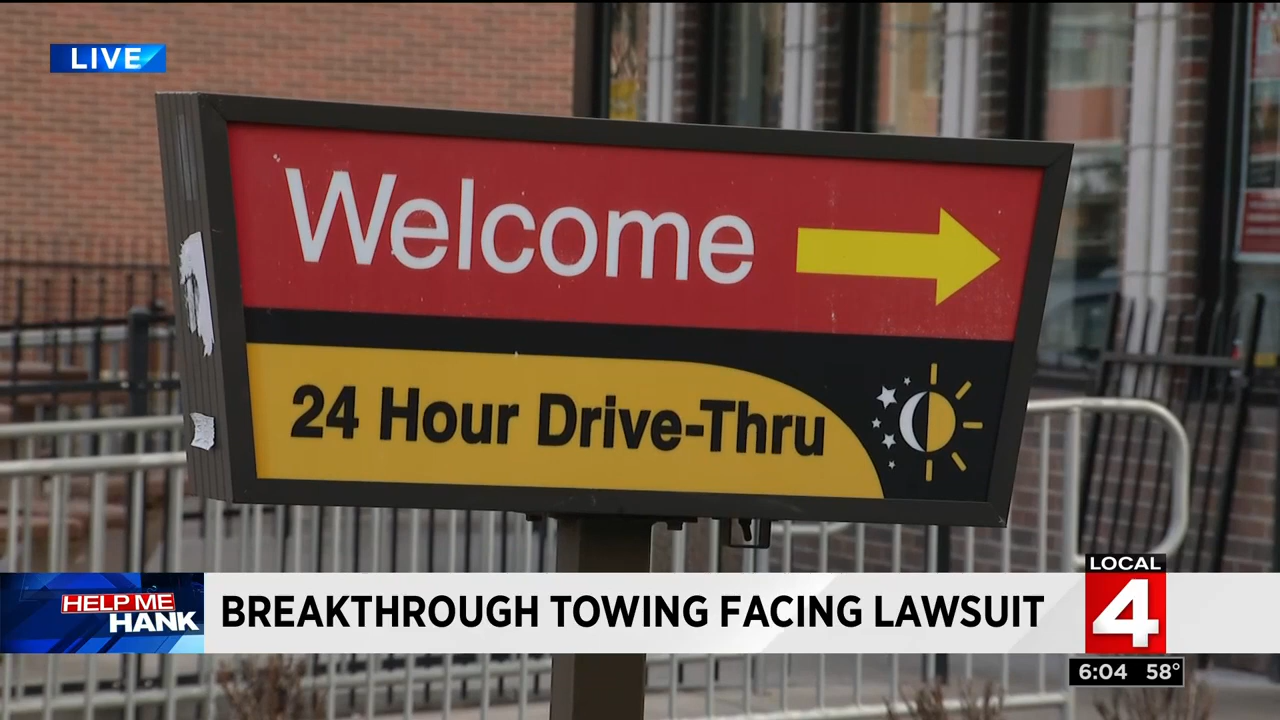 LIVE
Welcome
24 Hour Drive-Thru
HELP ME
HANK
BREAKTHROUGH TOWING FACING LAWSUIT
LOCAL
4
6:04 58°